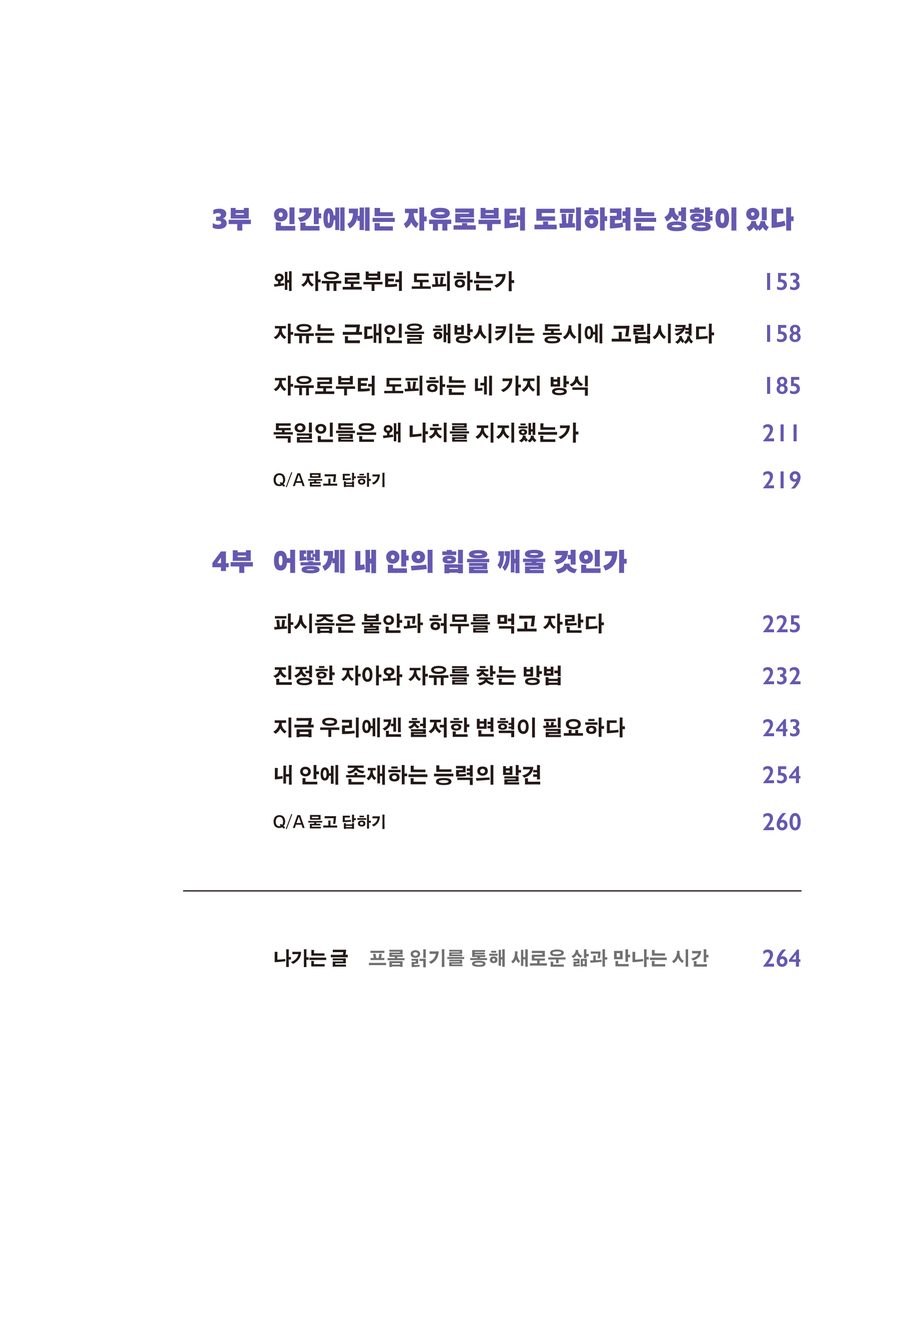 3부 인간에게는 자유로부터 도피하려는 성향이 있다
왜 자유로부터 도피하는가 153
자유는 근대인을 해방시키는 동시에 고립시켰다 158
자유로부터 도피하는 네 가지 방식 185
독일인들은 왜 나치를 지지했는가 211
Q/A 묻고 답하기 219
4부 어떻게 내 안의 힘을 깨울 것인가
파시즘은 불안과 허무를 먹고 자란다 225
진정한 자아와 자유를 찾는 방법 232
지금 우리에겐 철저한 변혁이 필요하다 243
내 안에 존재하는 능력의 발견 254
Q/A 묻고 답하기 260
나가는 글 프롬 읽기를 통해 새로운 삶과 만나는 시간 264